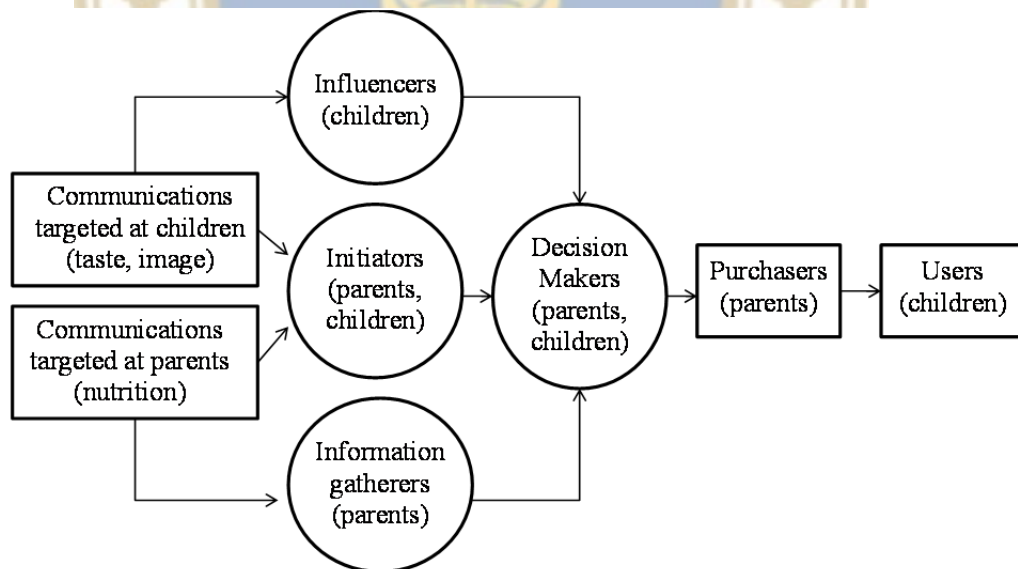 Influencers
(children)
Communications
targeted at children
(taste, image)
Initiators
(parents,
children)
Decision
Makers
(parents,
children)
Purchasers
(parents)
Users
(children)
Communications
targeted at parents
(nutrition)
Information
gatherers
(parents)